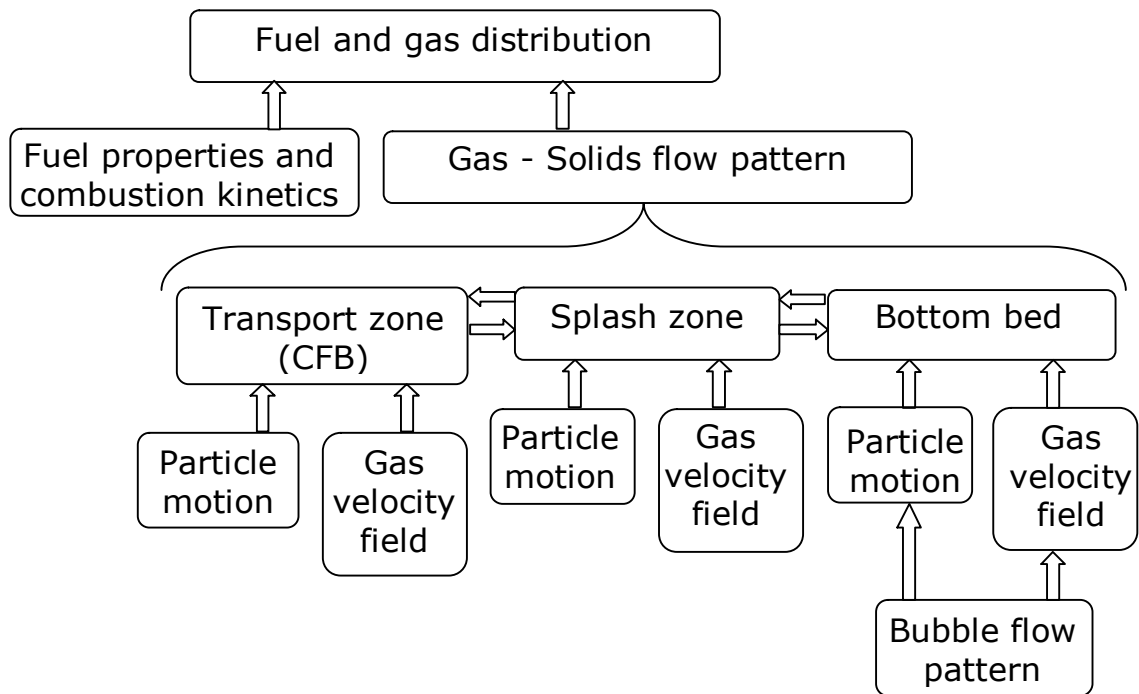 Fuel and gas distribution
Fuel properties and
combustion kinetics
Gas - Solids flow pattern
Transport zone
(CFB)
Splash zone
Bottom bed
Particle
motion
Gas
velocity
field
Particle
motion
Gas
velocity
field
Particle
motion
Gas
velocity
field
Bubble flow
pattern